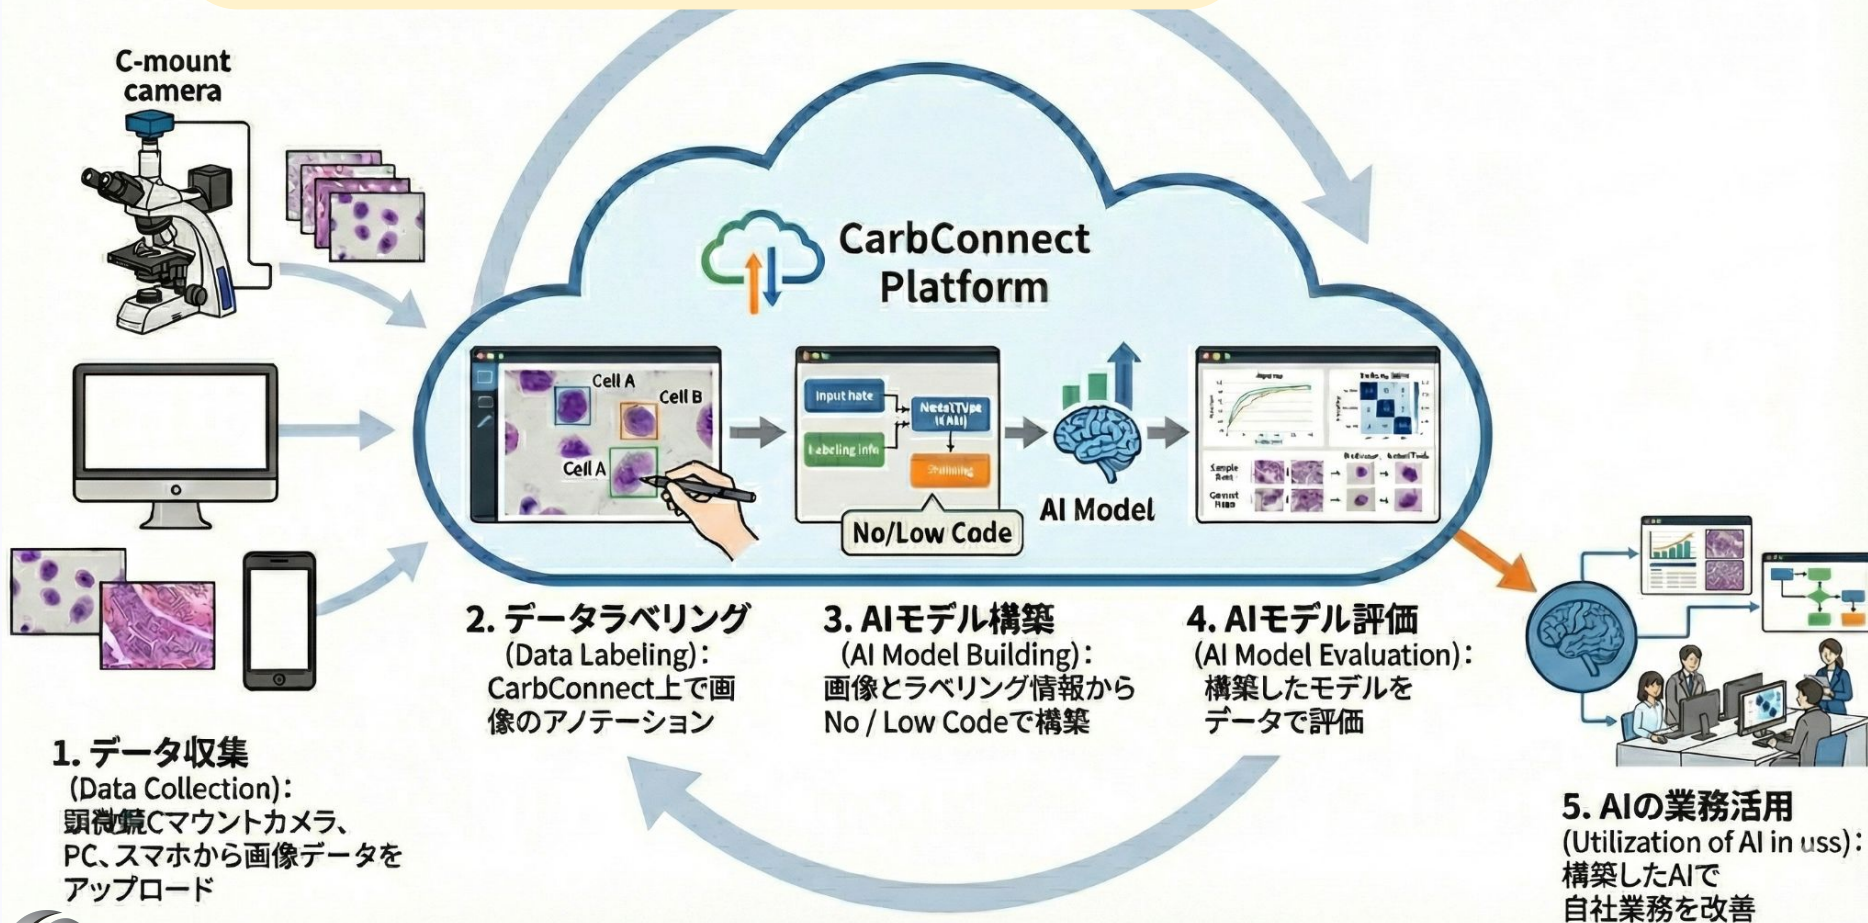 C-mount
camera
CarbConnect
Platform
Cell A
Cell B
Cell A
Input hate
Labeling info
No/Low Code
AI Model
1. データ収集
(Data Collection)：
Cマウントカメラ、
PC、スマホから画像データを
アップロード
2. データラベリング
(Data Labeling)：
CarbConnect上で画
像のアノテーション
3. AIモデル構築
(AI Model Building)：
画像とラベリング情報から
No / Low Codeで構築
4. AIモデル評価
(AI Model Evaluation)：
構築したモデルを
データで評価
5. AIの業務活用
(Utilization of AI in uss)：
構築したAIで
自社業務を改善